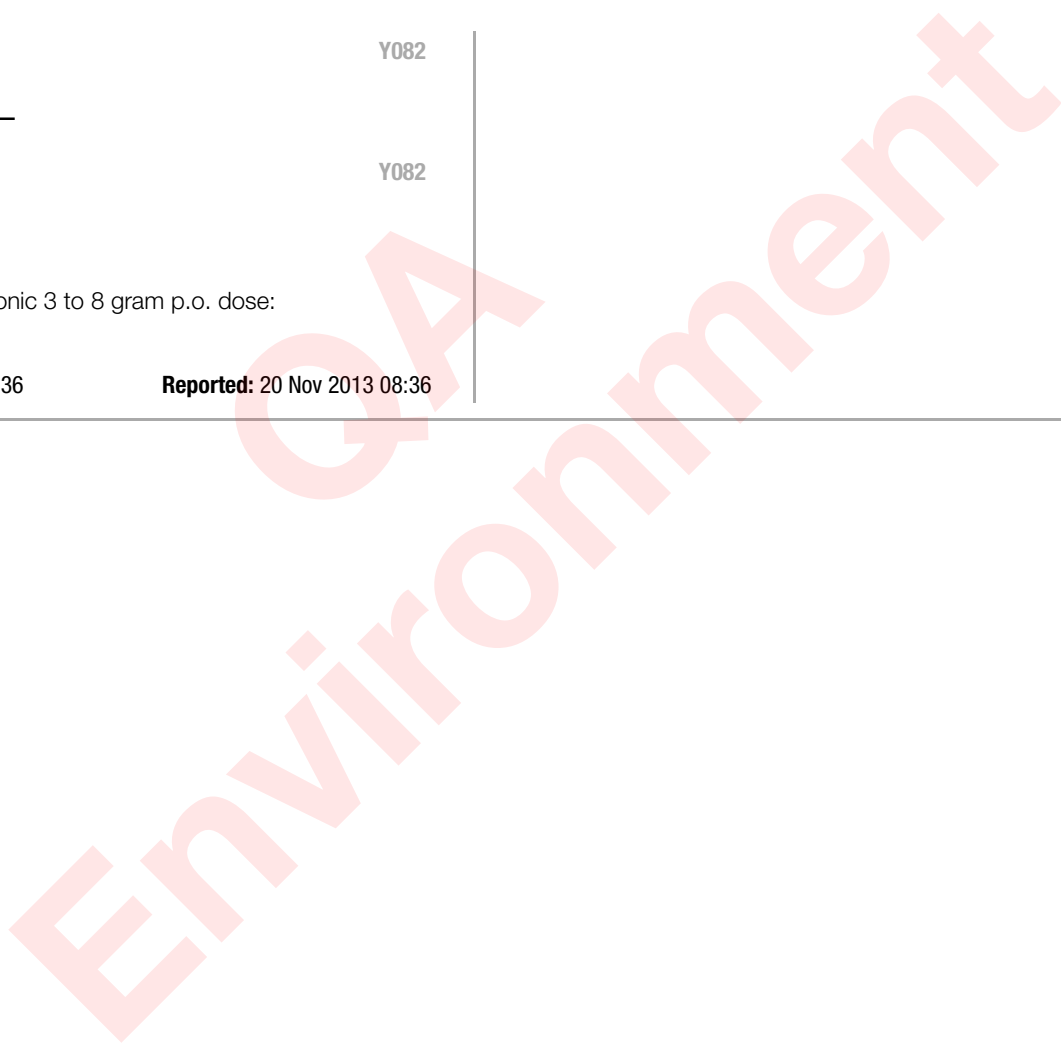 Y082
Y082
onic 3 to 8 gram p.o. dose:
36 Reported: 20 Nov 2013 08:36
QA
Environment